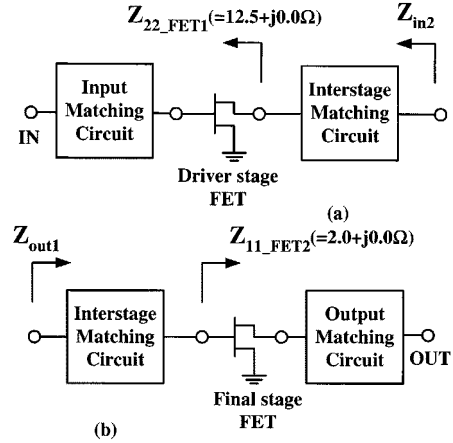 Z22_FET1(=12.5+j0.0Ω)
Zin2
Input
Matching
Circuit
Interstage
Matching
Circuit
IN
Driver stage
FET
(a)
Zout1
Z11_FET2(=2.0+j0.0Ω)
Interstage
Matching
Circuit
Output
Matching
Circuit
OUT
Final stage
FET
(b)